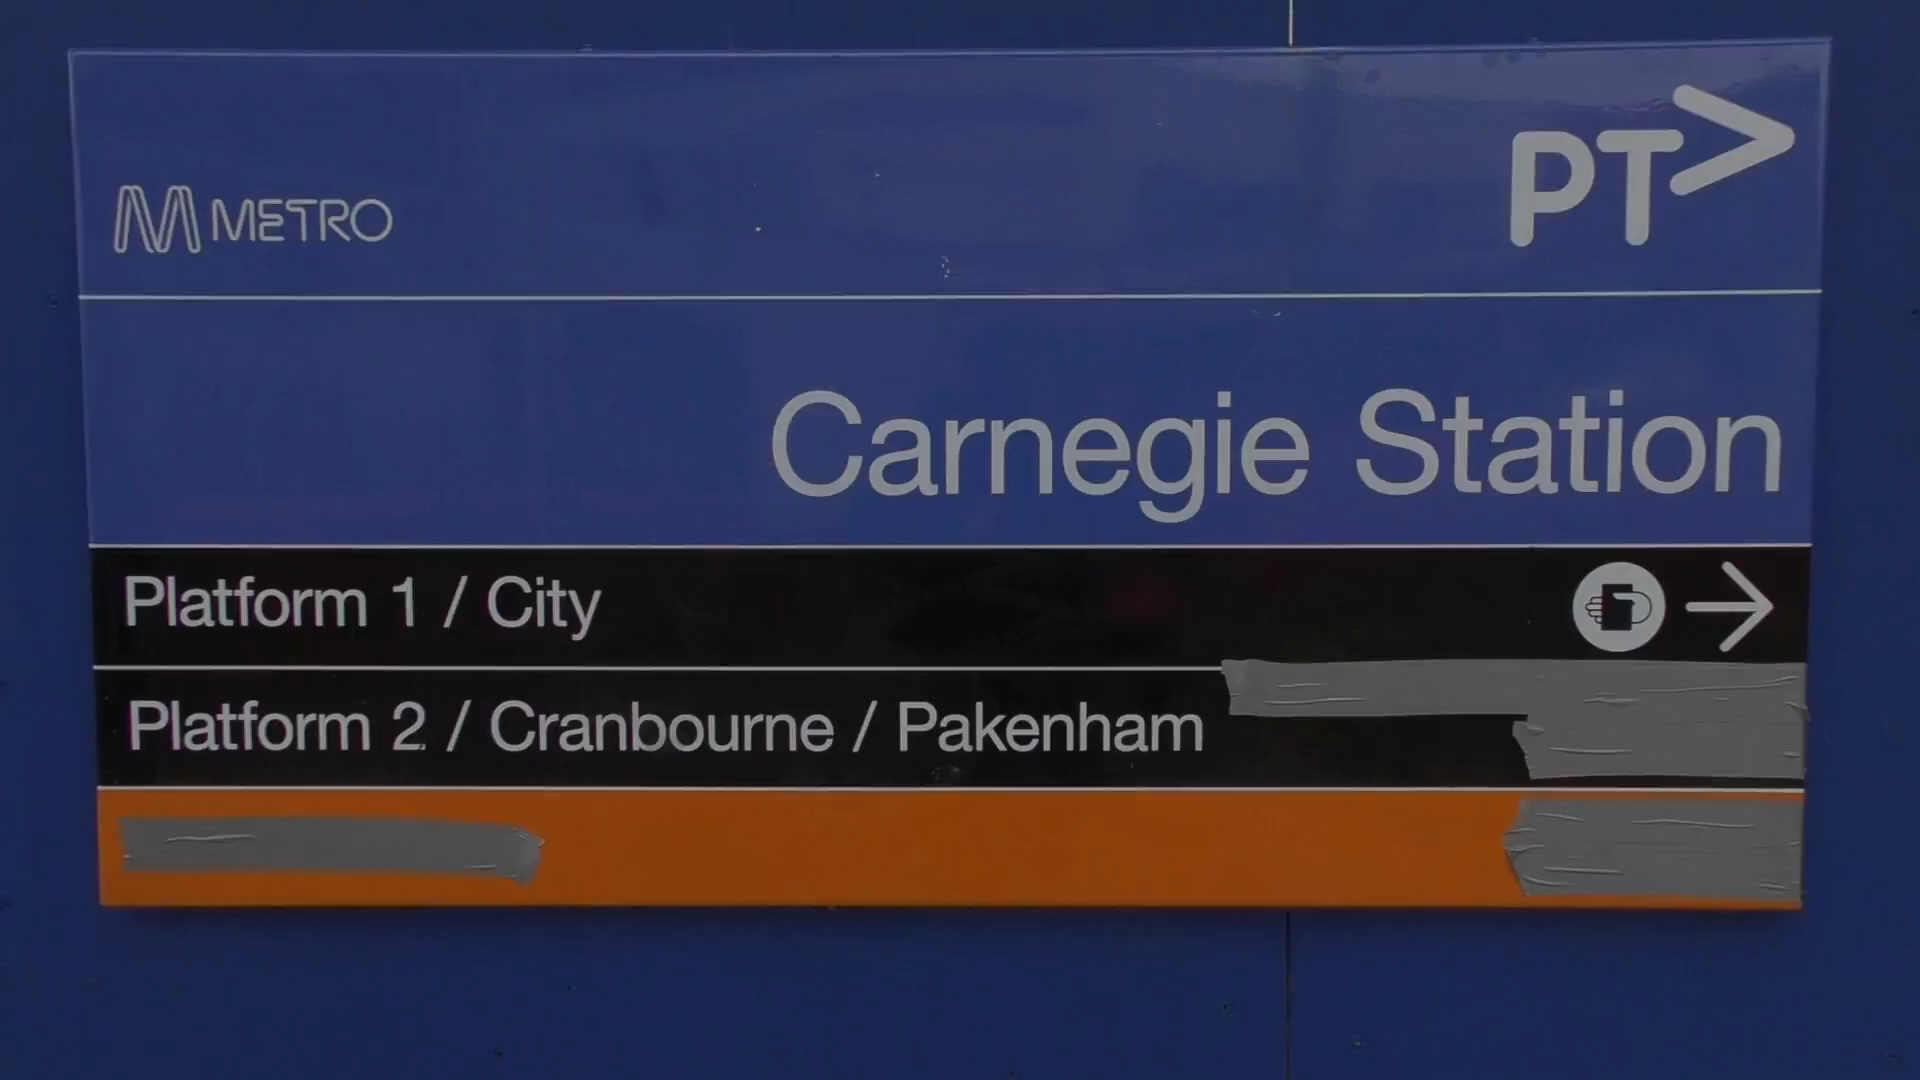 PT>
METRO
Carnegie Station
Platform 1 / City
Platform 2 / Cranbourne / Pakenham